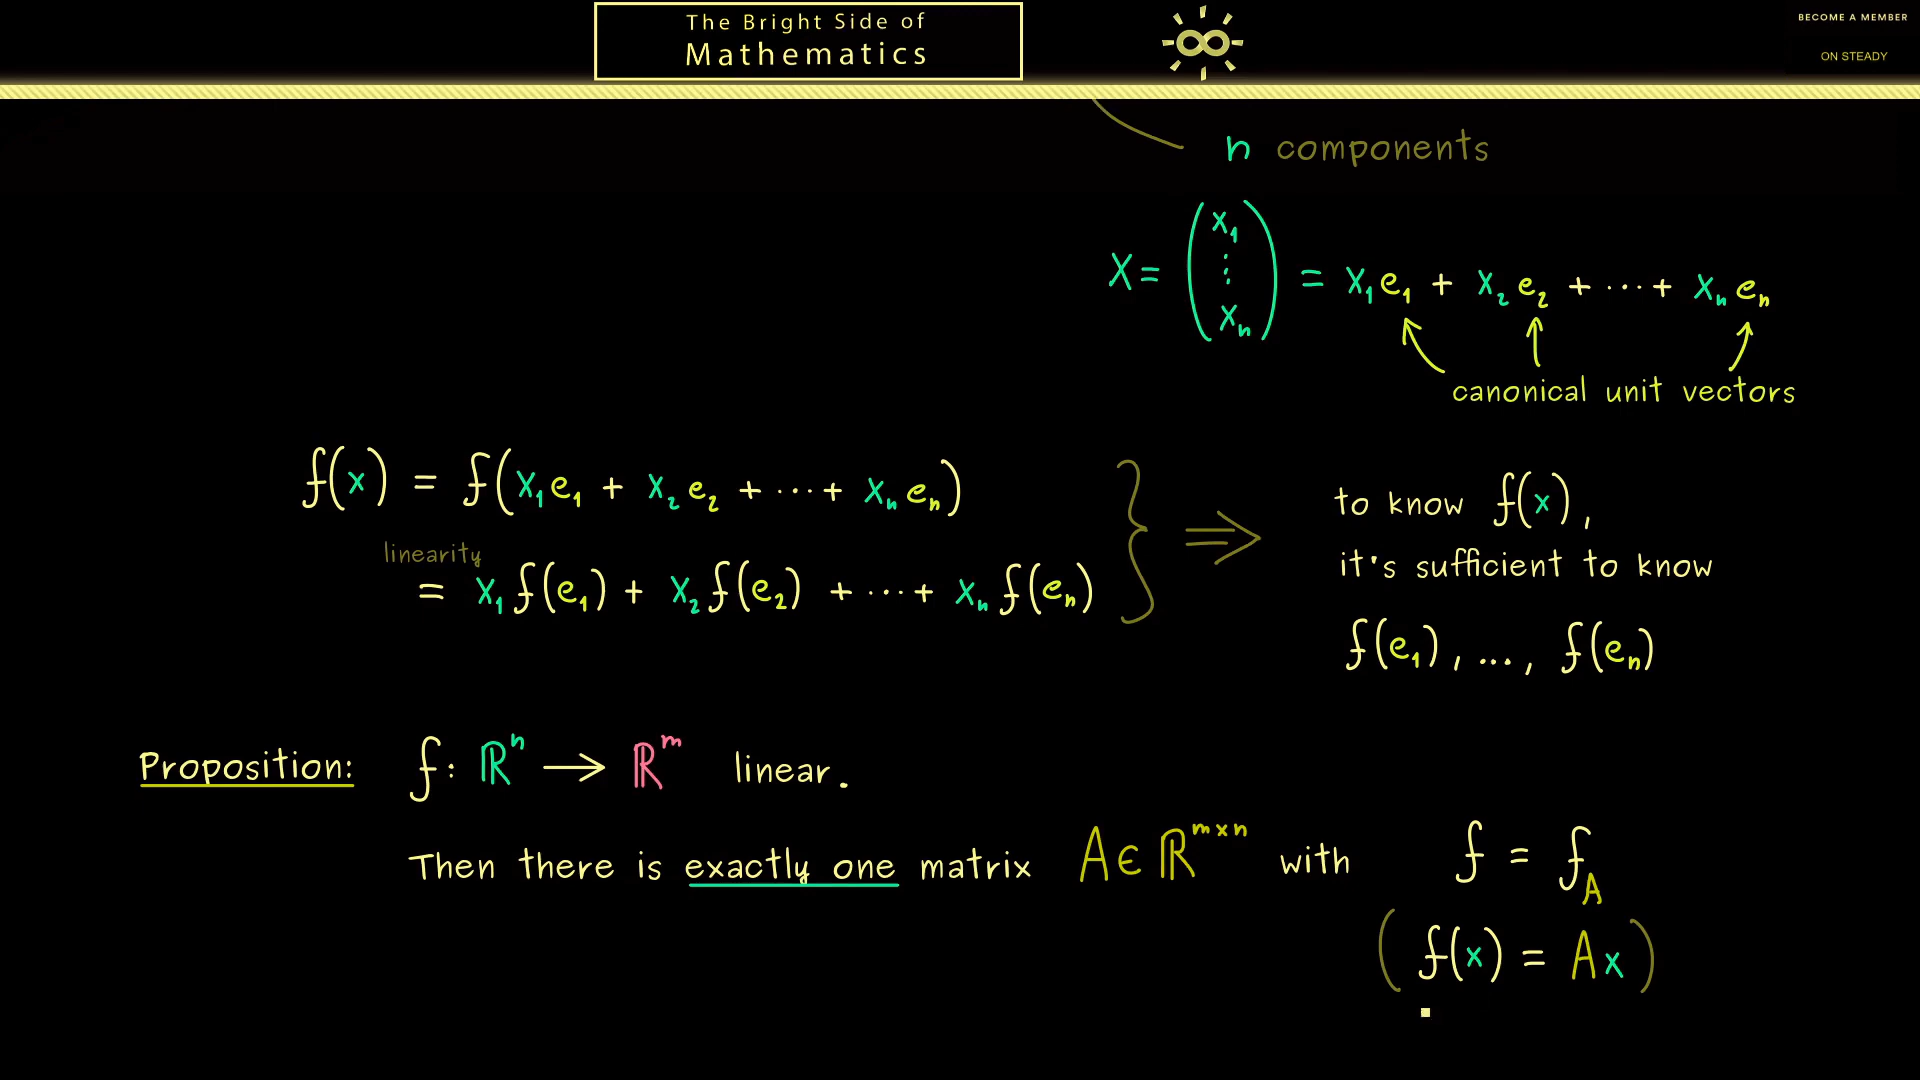 The Bright Side of
Mathematics
BECOME A MEMBER
ON STEADY
n components
x = (x₁ ⋮ xₙ) = x₁e₁ + x₂e₂ + ⋯ + xₙeₙ
canonical unit vectors
f(x) = f(x₁e₁ + x₂e₂ + ⋯ + xₙeₙ)
linearity
= x₁f(e₁) + x₂f(e₂) + ⋯ + xₙf(eₙ)
⇒
to know f(x),
it's sufficient to know
f(e₁), ..., f(eₙ)
Proposition: f: ℝⁿ ⟶ ℝᵐ linear.
Then there is exactly one matrix A ∈ ℝᵐˣⁿ with f = f_A
(f(x) = Ax)